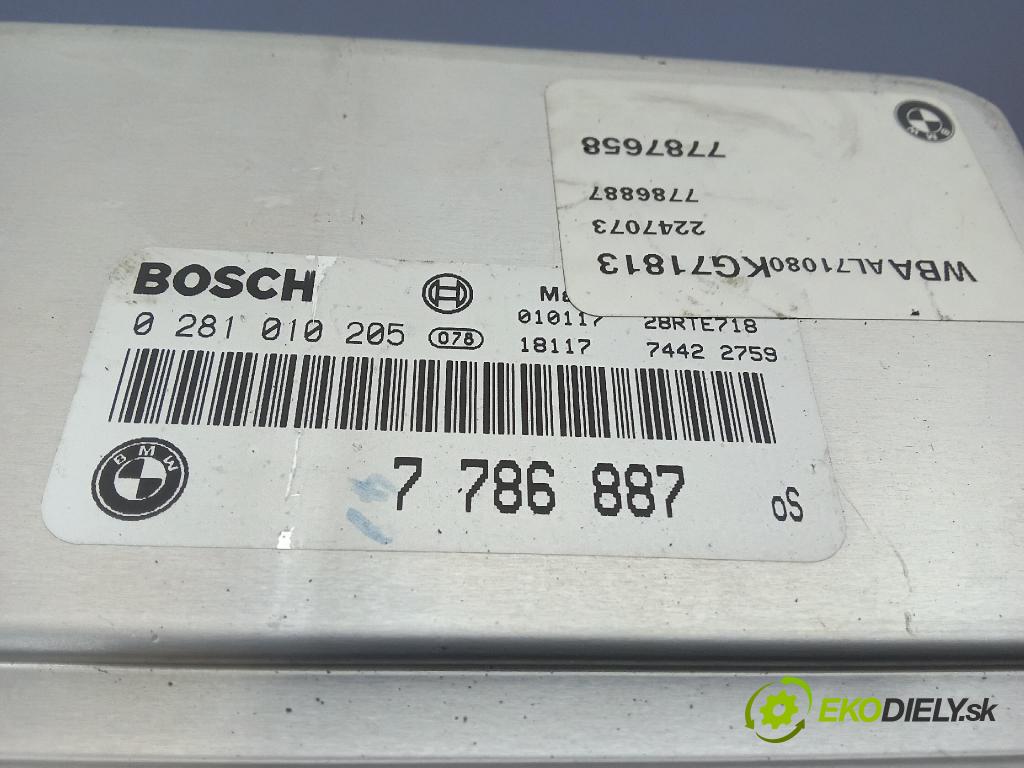 BMW
7787658
7786887
2247073
WBAAL71080KG71813
BOSCH
0 281 010 205
078
010117 28RTE718
18117 7442 2759
BMW
7 786 887
oS
EKODIELY.sk